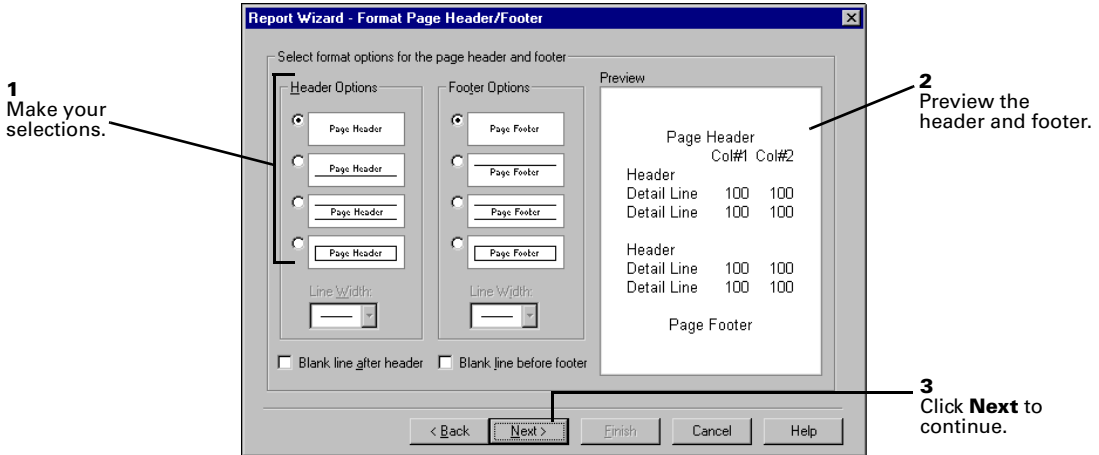 Report Wizard - Format Page Header/Footer
Select format options for the page header and footer
1
Make your
selections.
Header Options
Page Header
Page Header
Page Header
Page Header
Line Width:
Blank line after header
Footer Options
Page Footer
Page Footer
Page Footer
Page Footer
Line Width:
Blank line before footer
Preview
Page Header
Col#1 Col#2
Header
Detail Line 100 100
Detail Line 100 100
Header
Detail Line 100 100
Detail Line 100 100
Page Footer
2
Preview the
header and footer.
3
Click Next to
continue.
< Back
Next >
Finish
Cancel
Help